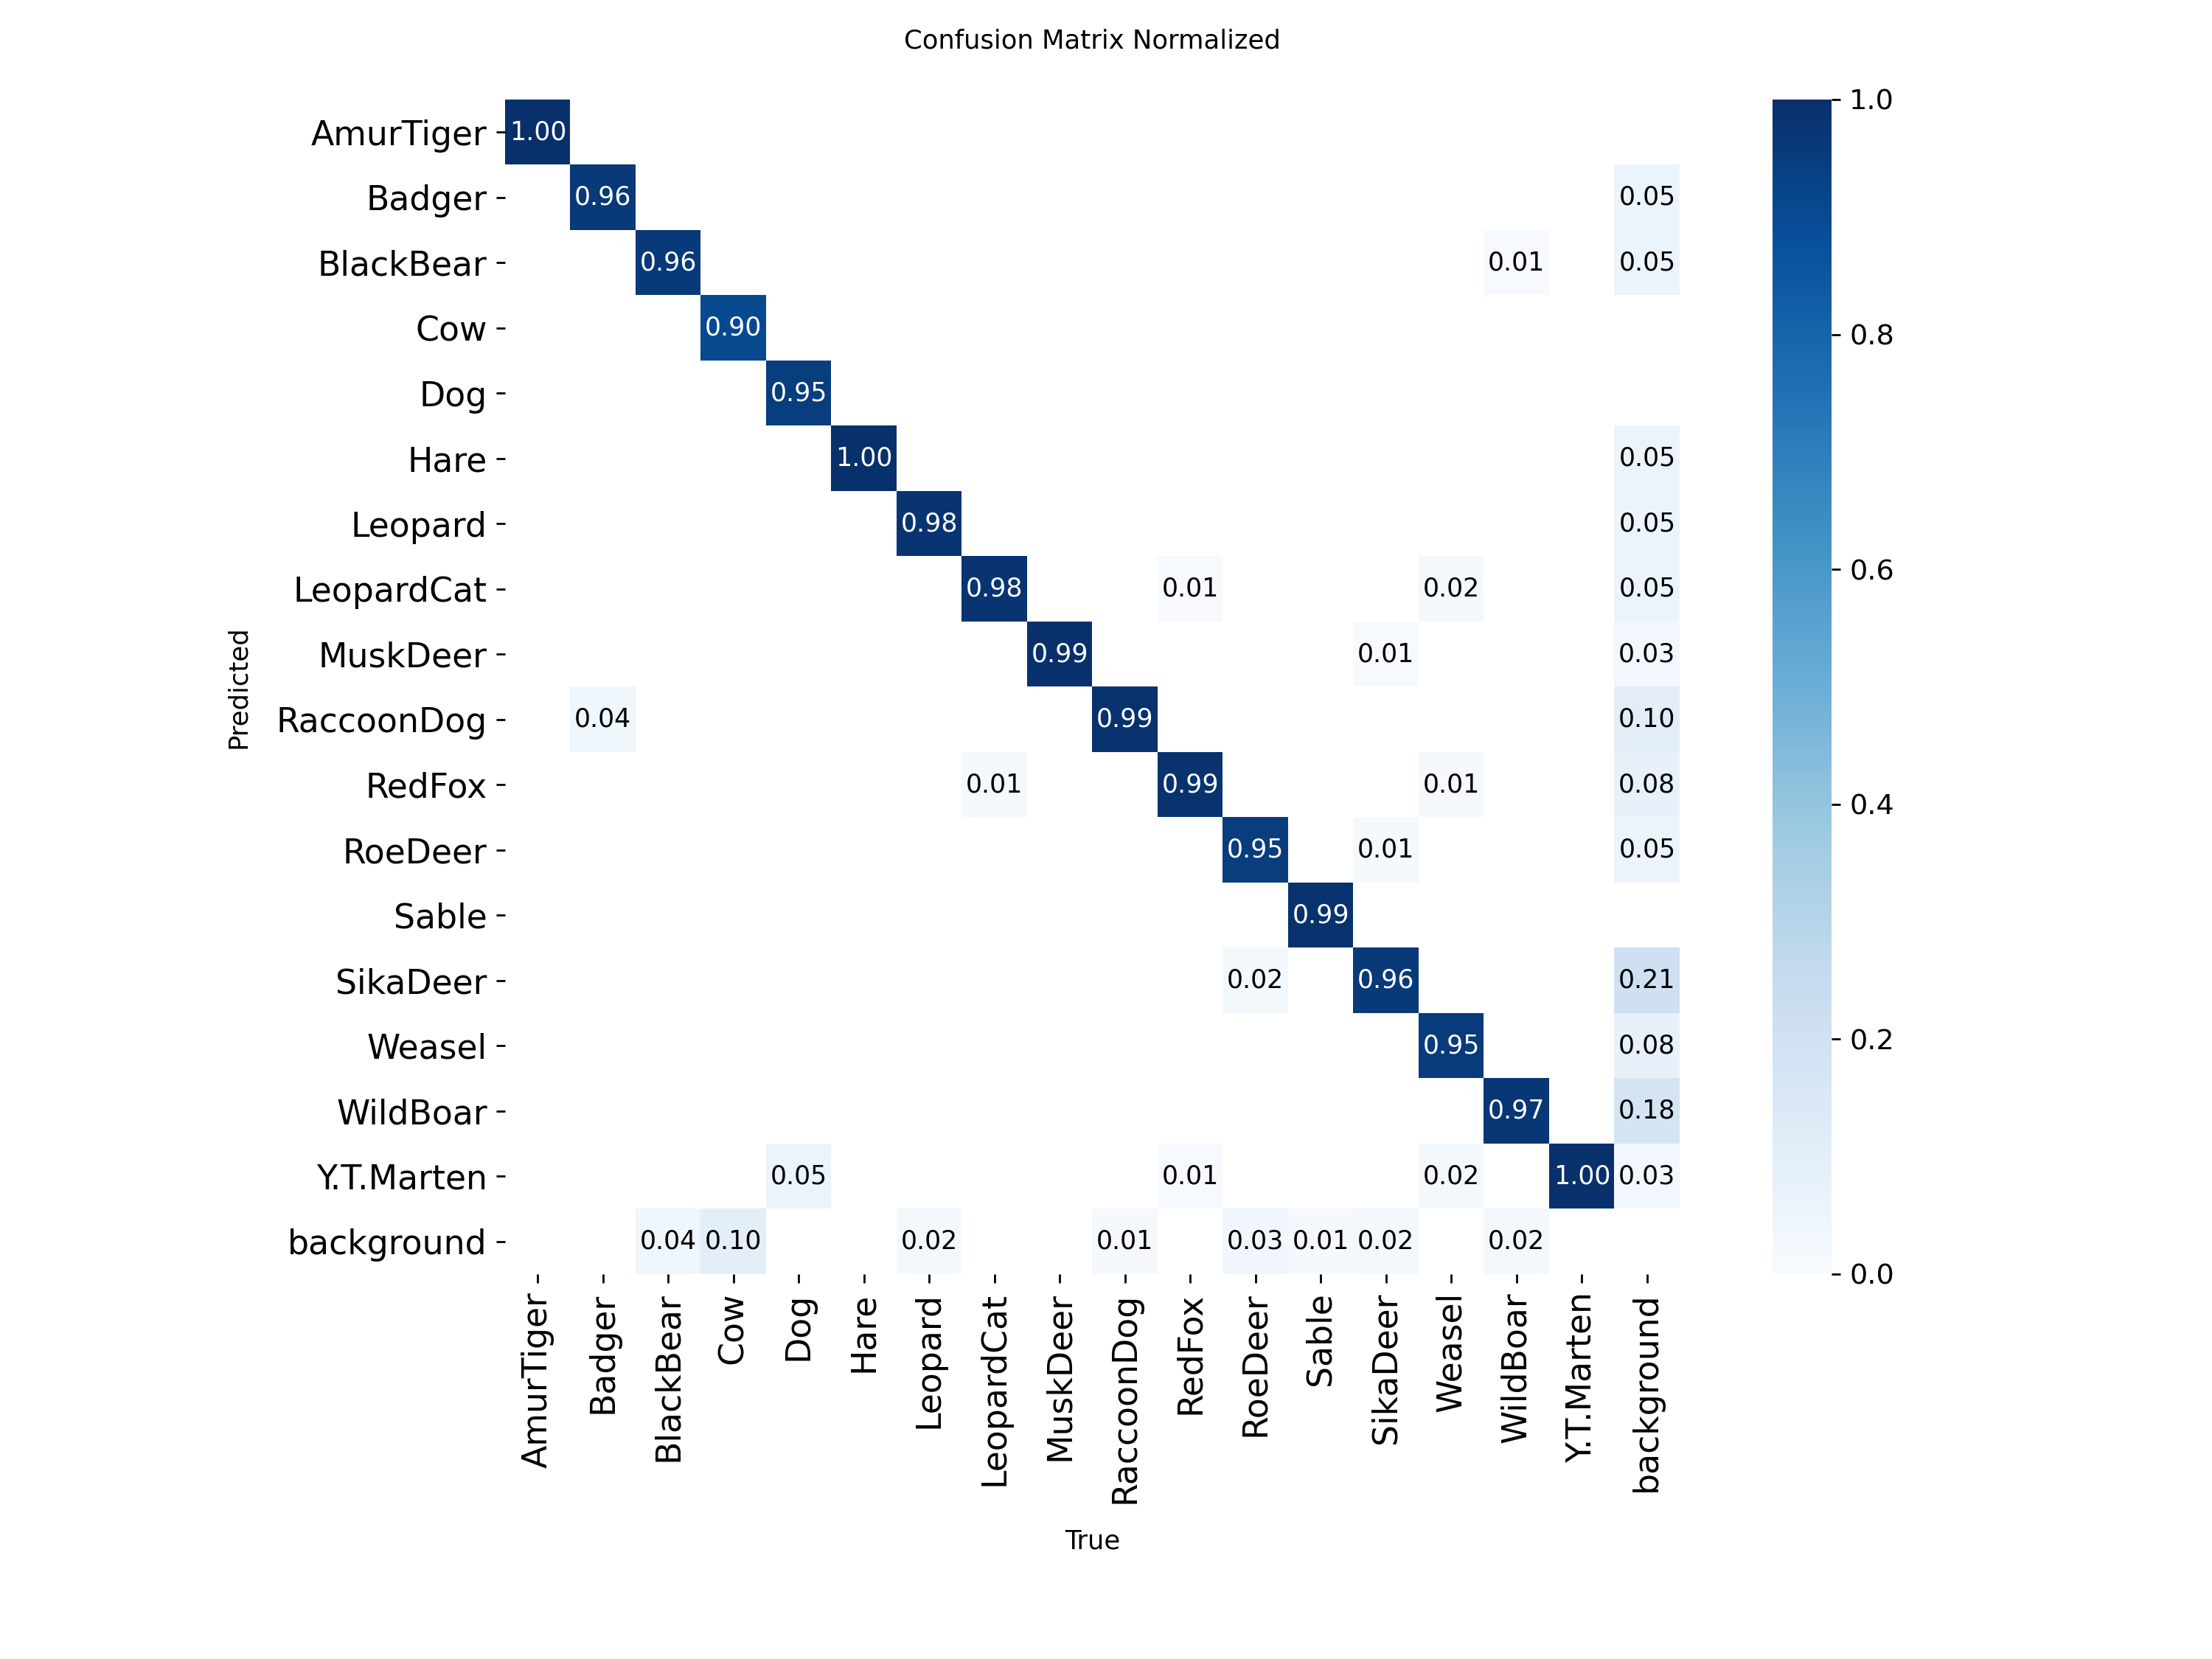 Confusion Matrix Normalized
AmurTiger 1.00
Badger 0.96 0.05
BlackBear 0.96 0.01 0.05
Cow 0.90
Dog 0.95
Hare 1.00 0.05
Leopard 0.98 0.05
LeopardCat 0.98 0.01 0.02 0.05
MuskDeer 0.99 0.01 0.03
RaccoonDog 0.04 0.99 0.10
RedFox 0.01 0.99 0.01 0.08
RoeDeer 0.95 0.01 0.05
Sable 0.99
SikaDeer 0.02 0.96 0.21
Weasel 0.95 0.08
WildBoar 0.97 0.18
Y.T.Marten 0.05 0.01 0.02 1.00 0.03
background 0.04 0.10 0.02 0.01 0.03 0.01 0.02 0.02
Predicted
AmurTiger
Badger
BlackBear
Cow
Dog
Hare
Leopard
LeopardCat
MuskDeer
RaccoonDog
RedFox
RoeDeer
Sable
SikaDeer
Weasel
WildBoar
Y.T.Marten
background
True
1.0
0.8
0.6
0.4
0.2
0.0